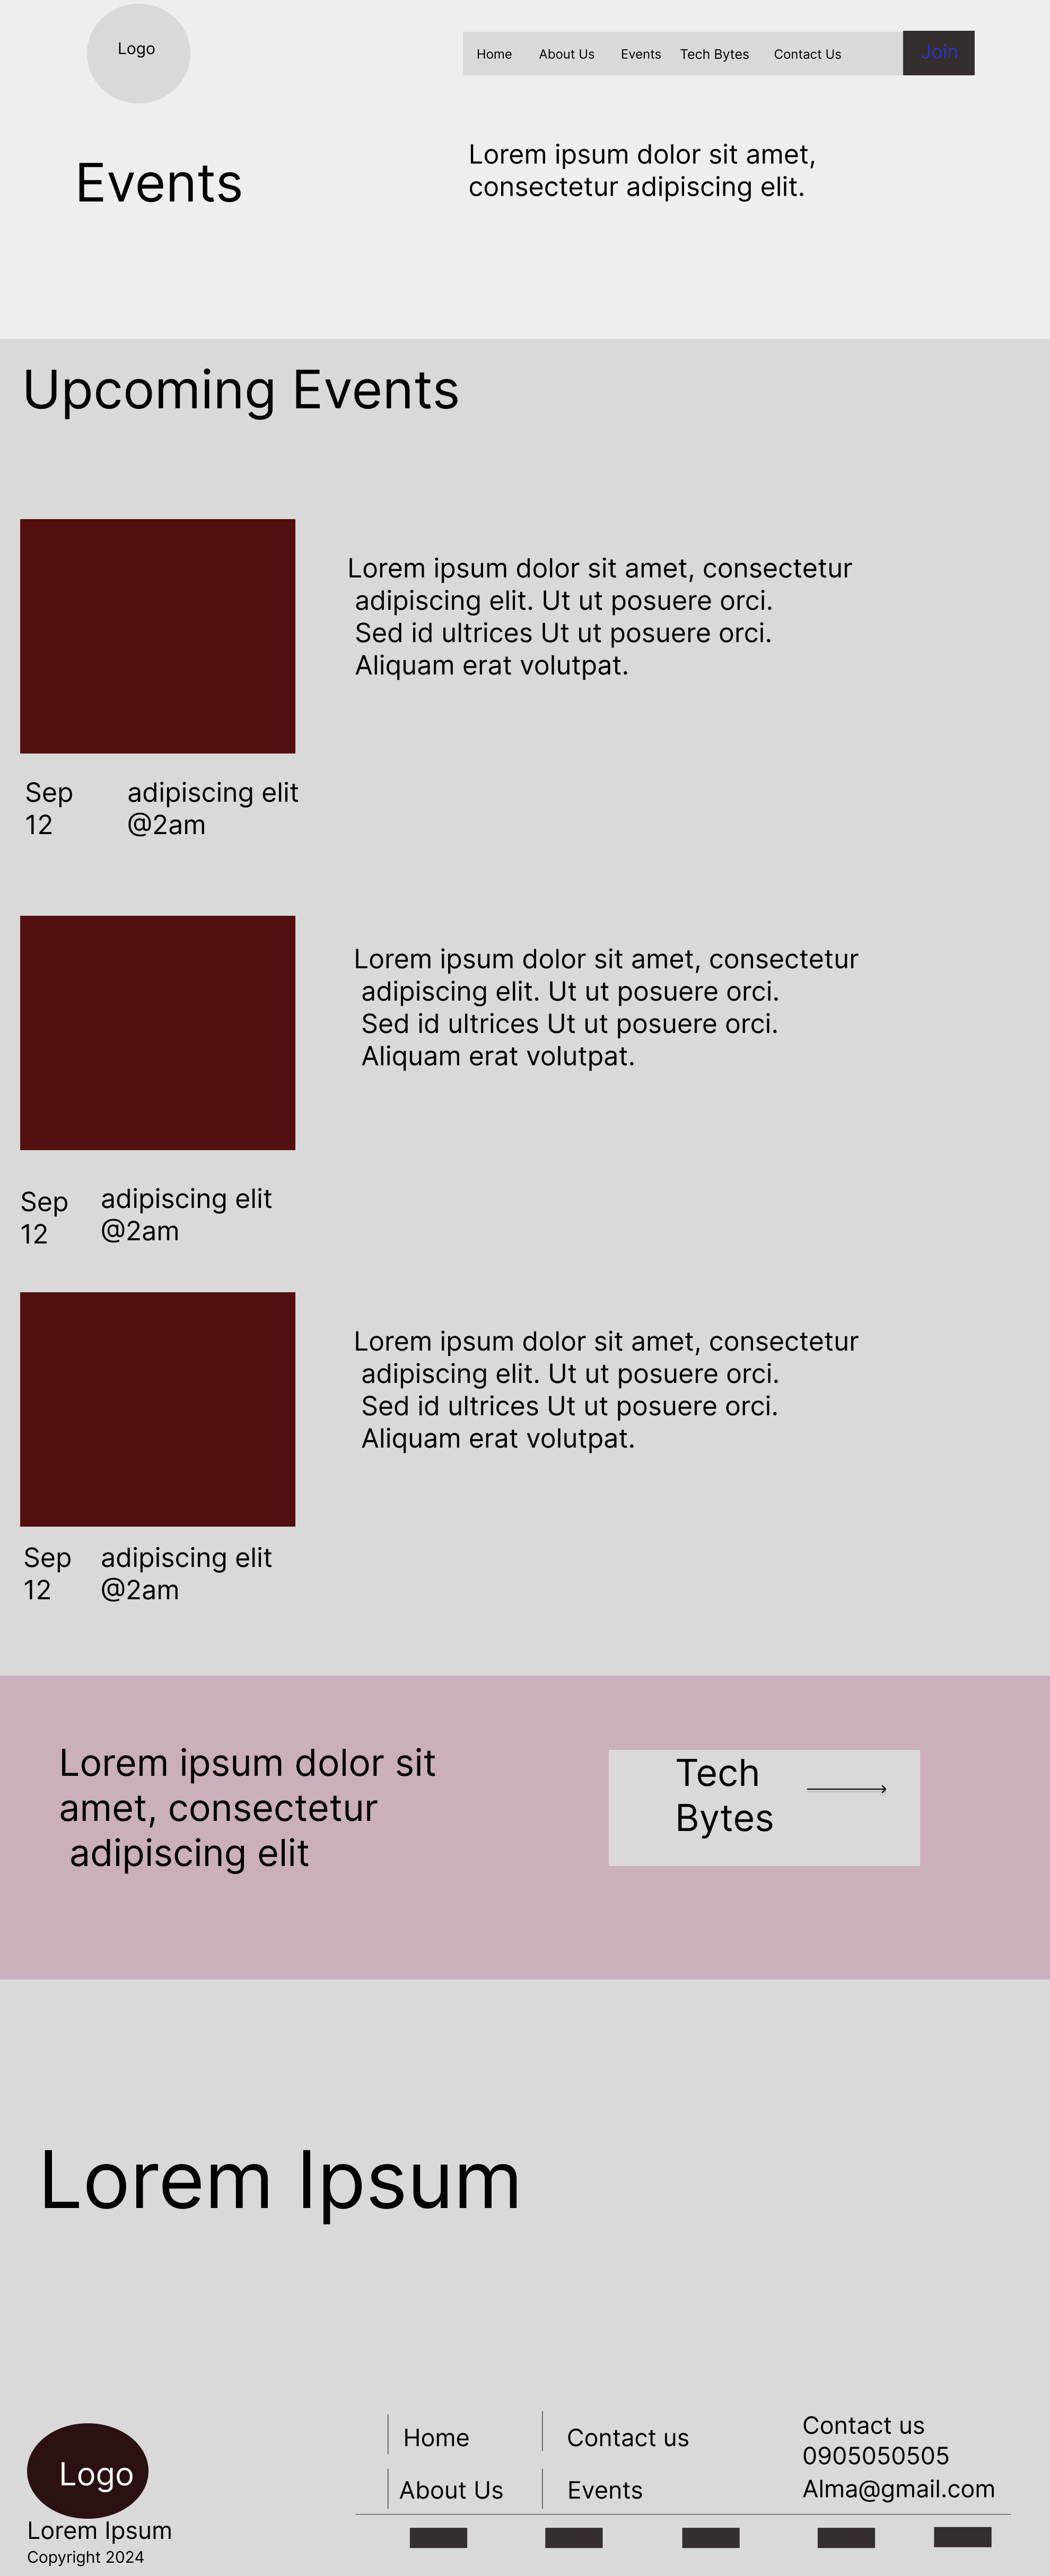 Logo
Home
About Us
Events
Tech Bytes
Contact Us
Join
Events
Lorem ipsum dolor sit amet,
consectetur adipiscing elit.
Upcoming Events
Lorem ipsum dolor sit amet, consectetur
adipiscing elit. Ut ut posuere orci.
Sed id ultrices Ut ut posuere orci.
Aliquam erat volutpat.
Sep
12
adipiscing elit
@2am
Lorem ipsum dolor sit amet, consectetur
adipiscing elit. Ut ut posuere orci.
Sed id ultrices Ut ut posuere orci.
Aliquam erat volutpat.
Sep
12
adipiscing elit
@2am
Lorem ipsum dolor sit amet, consectetur
adipiscing elit. Ut ut posuere orci.
Sed id ultrices Ut ut posuere orci.
Aliquam erat volutpat.
Sep
12
adipiscing elit
@2am
Lorem ipsum dolor sit
amet, consectetur
adipiscing elit
Tech
Bytes
Lorem Ipsum
Logo
Lorem Ipsum
Copyright 2024
Home
About Us
Contact us
Events
Contact us
0905050505
Alma@gmail.com